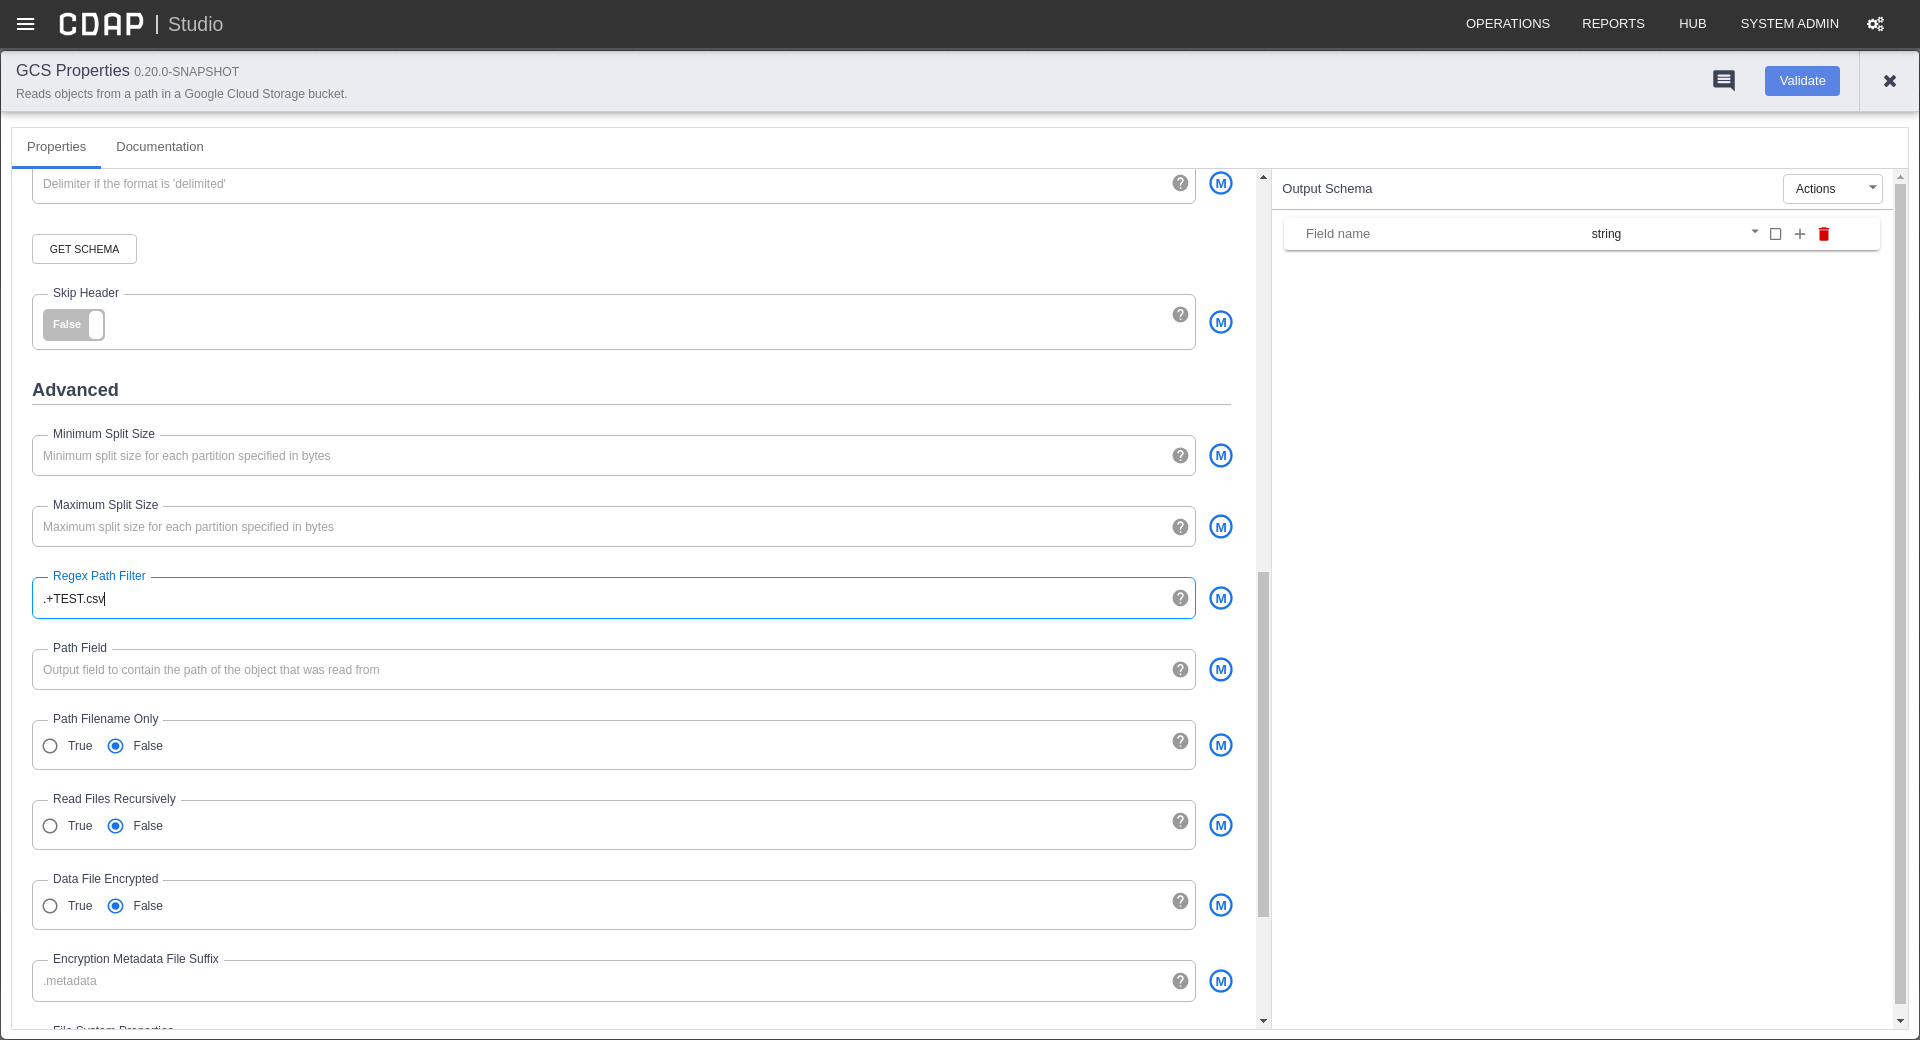 CDAP | Studio
OPERATIONS REPORTS HUB SYSTEM ADMIN
GCS Properties 0.20.0-SNAPSHOT
Reads objects from a path in a Google Cloud Storage bucket.
Validate
Properties Documentation
Delimiter if the format is 'delimited'
M
GET SCHEMA
Skip Header
False
M
Advanced
Minimum Split Size
Minimum split size for each partition specified in bytes
M
Maximum Split Size
Maximum split size for each partition specified in bytes
M
Regex Path Filter
.+TEST.csv
M
Path Field
Output field to contain the path of the object that was read from
M
Path Filename Only
True False
M
Read Files Recursively
True False
M
Data File Encrypted
True False
M
Encryption Metadata File Suffix
.metadata
M
File System Properties
Output Schema
Actions
Field name string